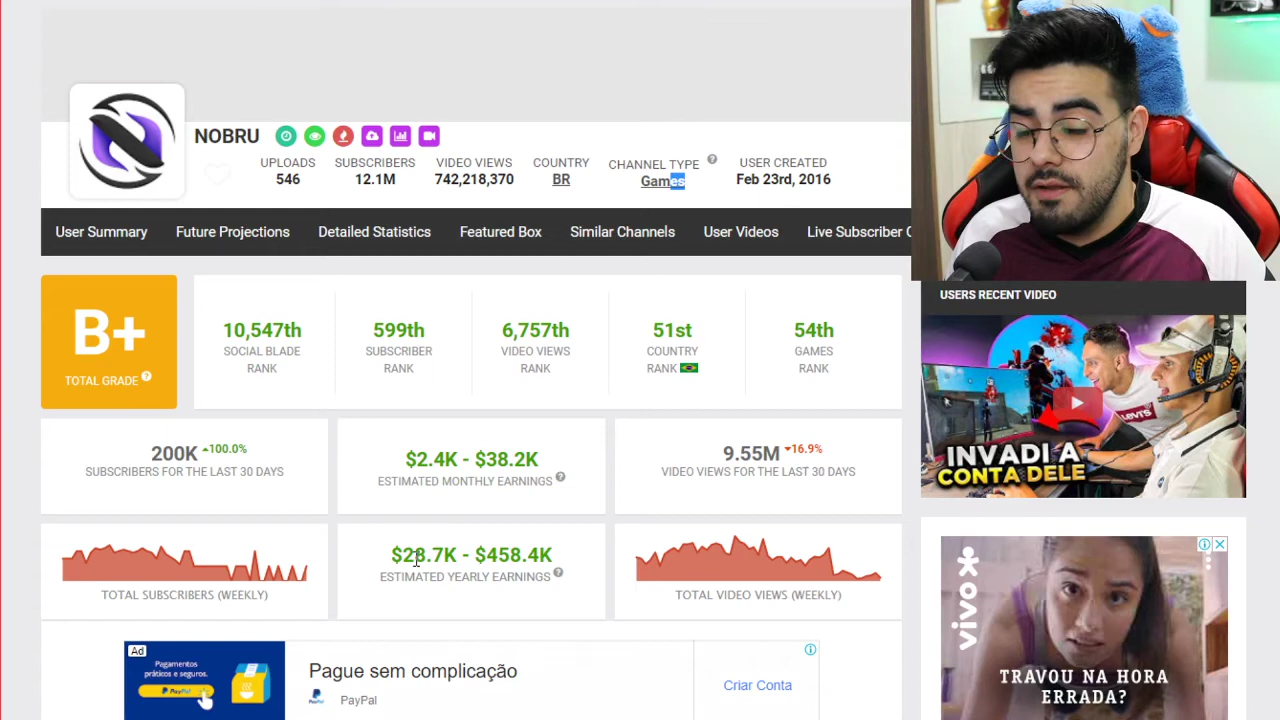 NOBRU
UPLOADS
546
SUBSCRIBERS
12.1M
VIDEO VIEWS
742,218,370
COUNTRY
BR
CHANNEL TYPE
Games
USER CREATED
Feb 23rd, 2016
User Summary
Future Projections
Detailed Statistics
Featured Box
Similar Channels
User Videos
Live Subscriber C
B+
TOTAL GRADE
10,547th
SOCIAL BLADE
RANK
599th
SUBSCRIBER
RANK
6,757th
VIDEO VIEWS
RANK
51st
COUNTRY
RANK
54th
GAMES
RANK
200K 100.0%
SUBSCRIBERS FOR THE LAST 30 DAYS
$2.4K - $38.2K
ESTIMATED MONTHLY EARNINGS
9.55M -16.9%
VIDEO VIEWS FOR THE LAST 30 DAYS
TOTAL SUBSCRIBERS (WEEKLY)
$28.7K - $458.4K
ESTIMATED YEARLY EARNINGS
TOTAL VIDEO VIEWS (WEEKLY)
USERS RECENT VIDEO
LEVI'S
INVADI A
CONTA DELE
vivo
TRAVOU NA HORA
ERRADA?
Ad
Pagamentos
práticos e seguros.
PayPal
Pague sem complicação
PayPal
Criar Conta